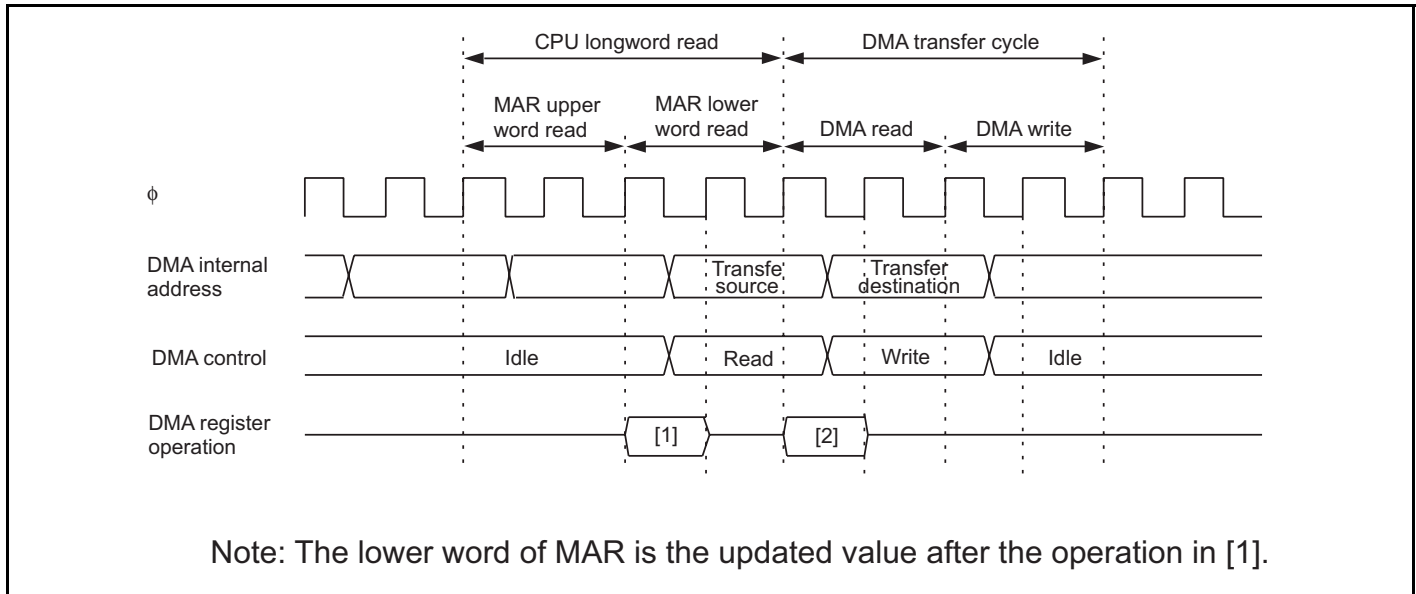 CPU longword read
DMA transfer cycle
MAR upper
word read
MAR lower
word read
DMA read
DMA write
ϕ
DMA internal
address
Transfe
source
Transfer
destination
DMA control
Idle
Read
Write
Idle
DMA register
operation
[1]
[2]
Note: The lower word of MAR is the updated value after the operation in [1].